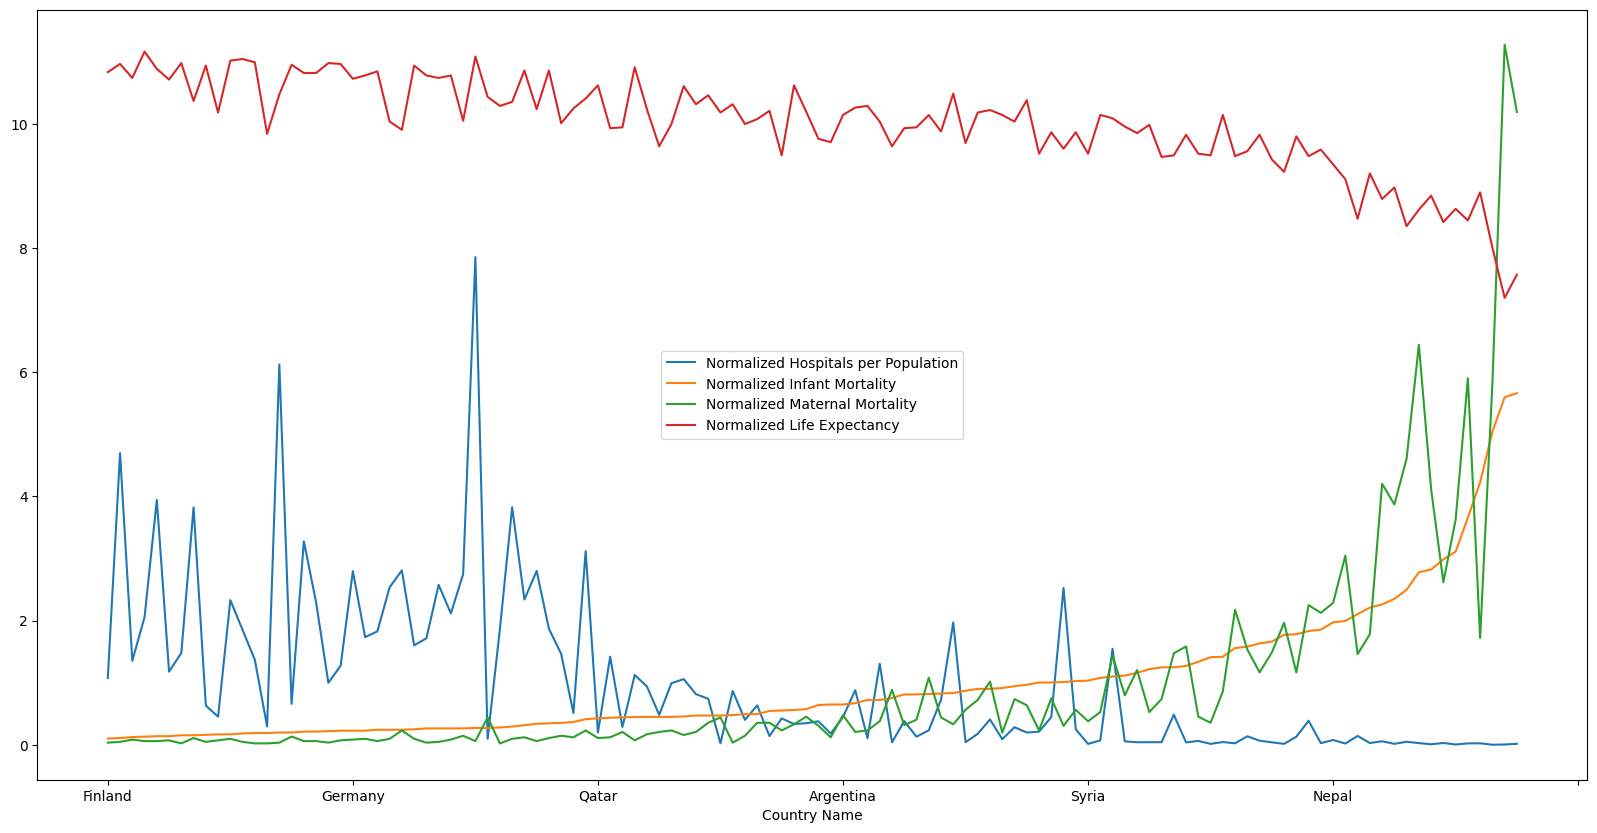 10
8
6
4
2
0
Normalized Hospitals per Population
Normalized Infant Mortality
Normalized Maternal Mortality
Normalized Life Expectancy
Finland Germany Qatar Argentina Syria Nepal
Country Name